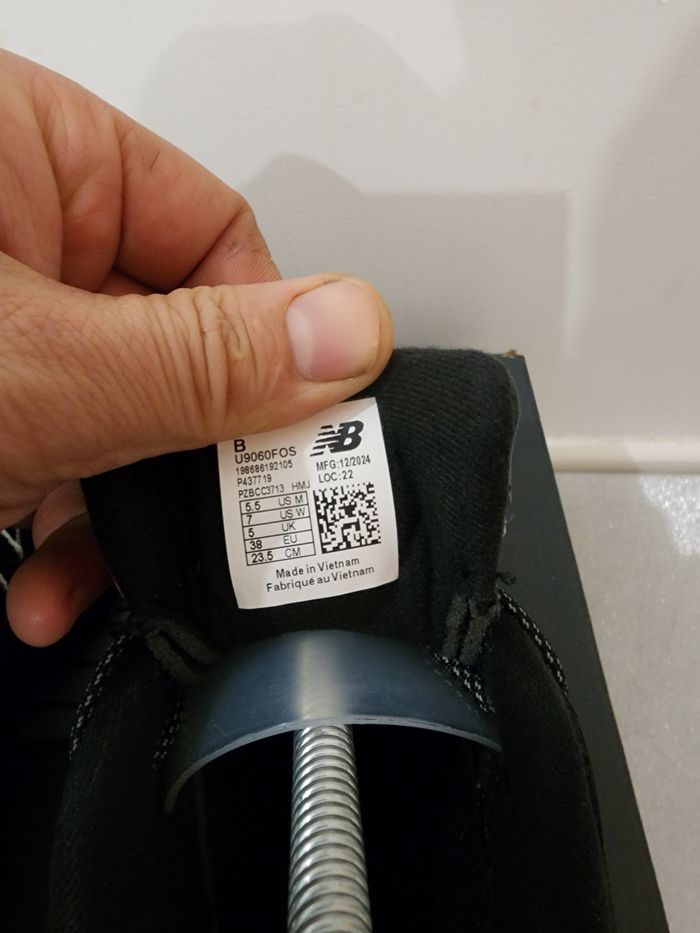 B
U9060FOS
198686192105
P437719
PZBCC3713 HMJ
NB
MFG:12/2024
LOC:22
5.5 US M
7 US W
5 UK
38 EU
23.5 CM
Made in Vietnam
Fabriqué au Vietnam